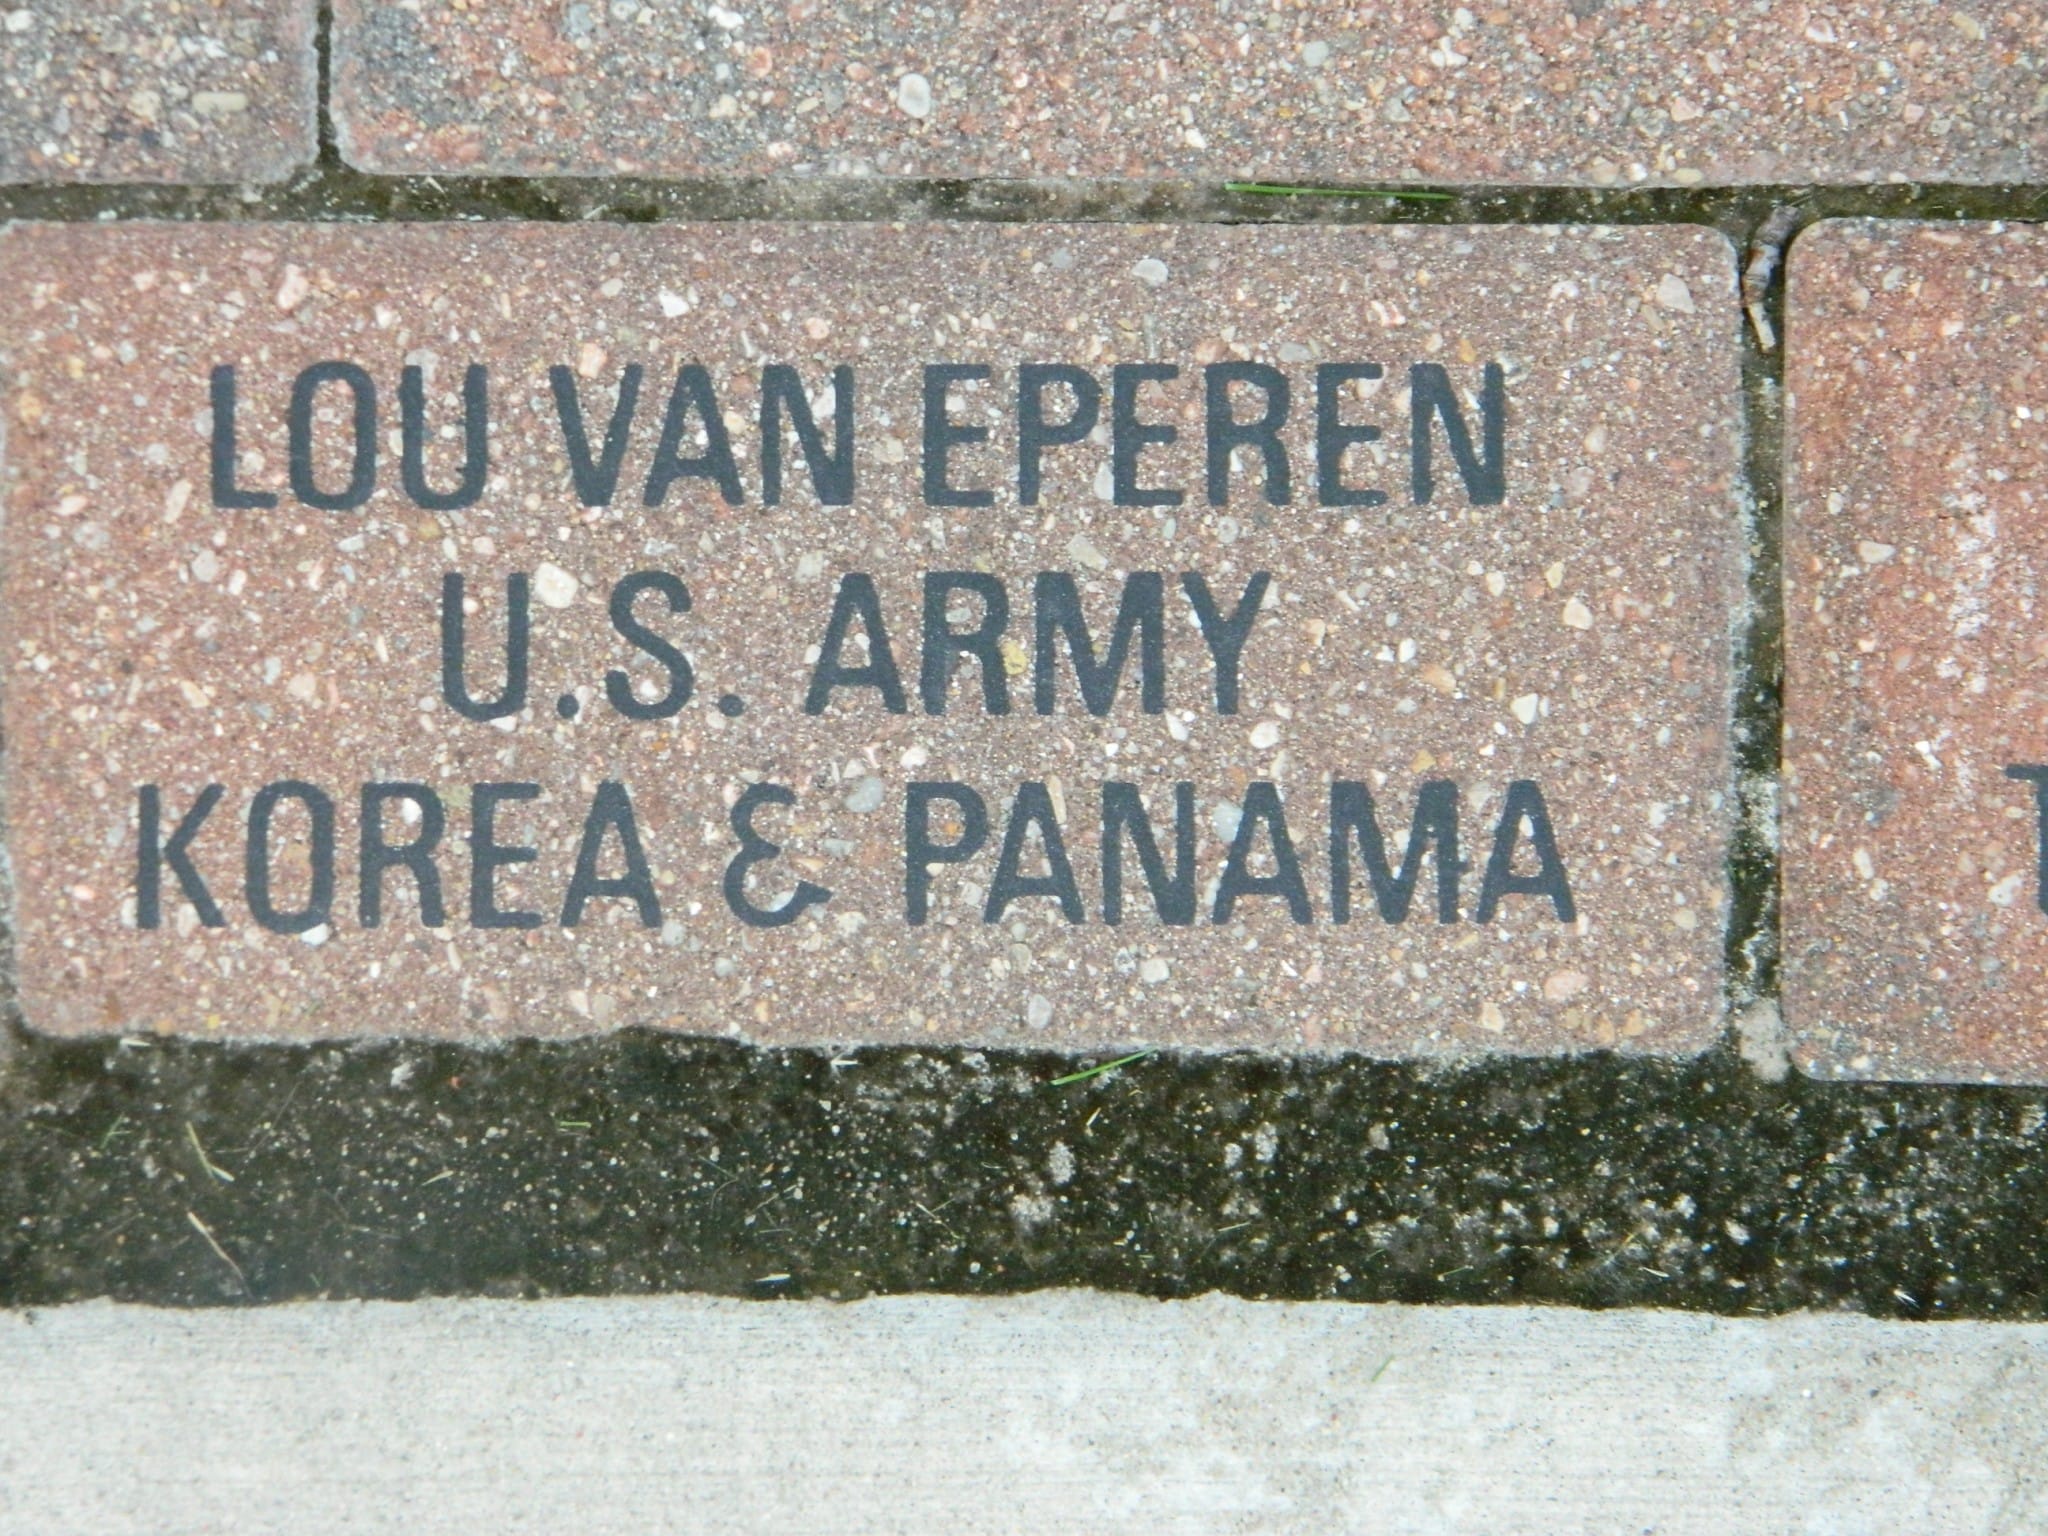 LOU VAN EPEREN
U.S. ARMY
KOREA & PANAMA